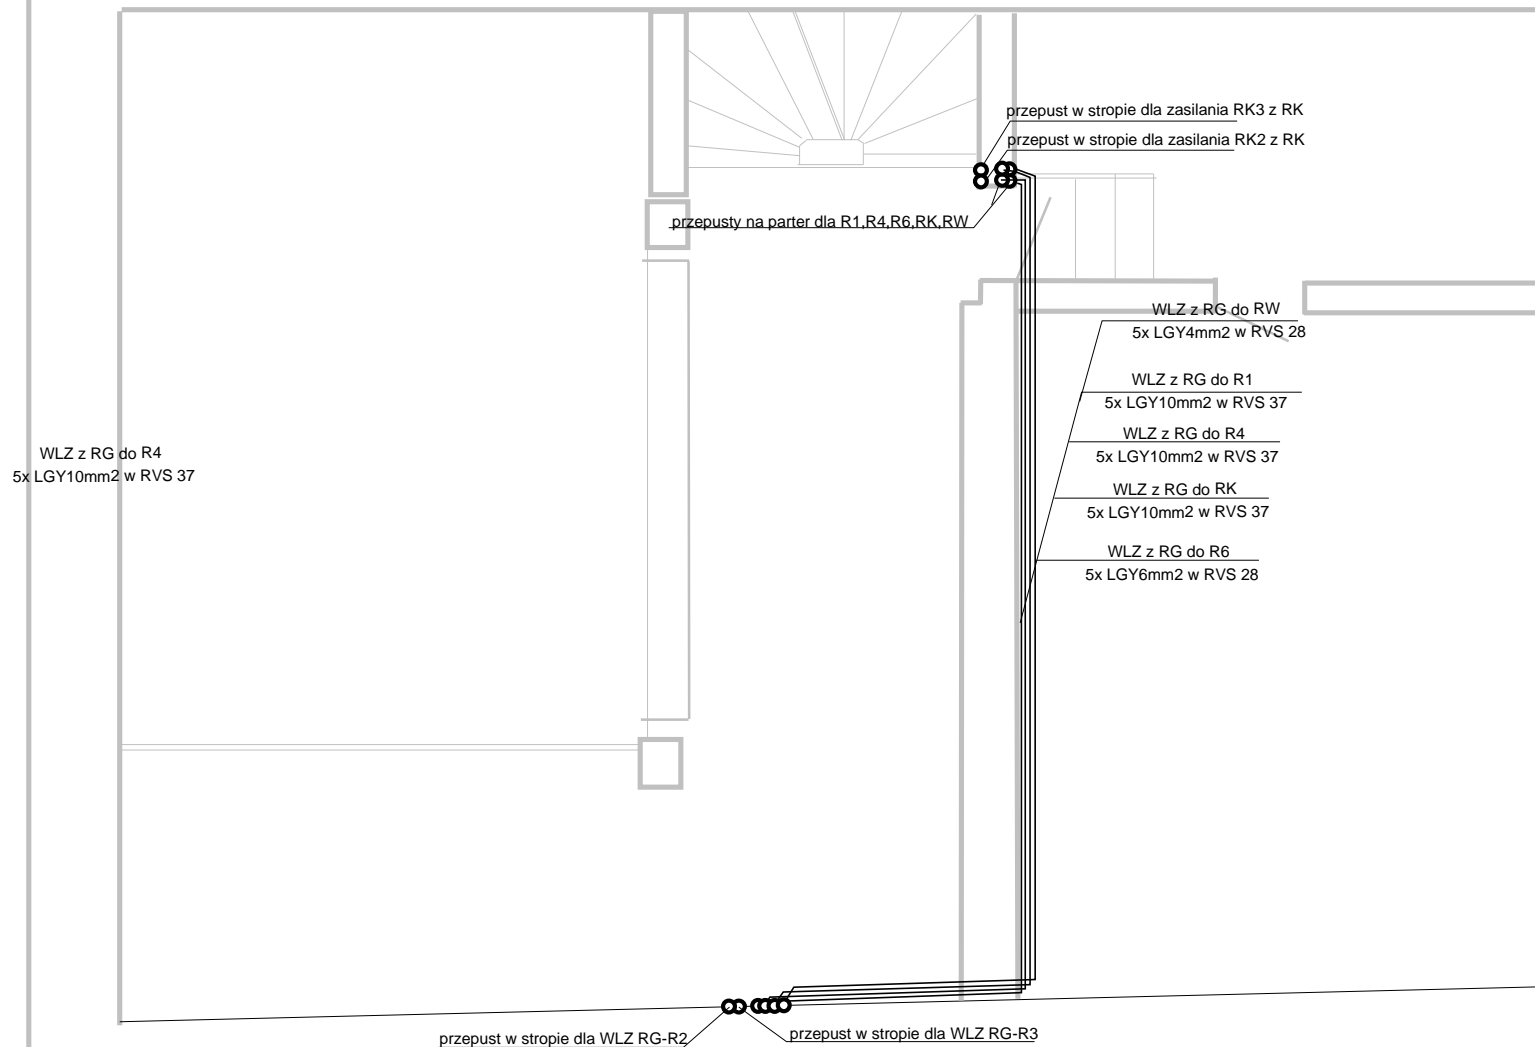 przepust w stropie dla zasilania RK3 z RK
przepust w stropie dla zasilania RK2 z RK
przepusty na parter dla R1,R4,R6,RK,RW
WLZ z RG do RW
5x LGY4mm2 w RVS 28
WLZ z RG do R1
5x LGY10mm2 w RVS 37
WLZ z RG do R4
5x LGY10mm2 w RVS 37
WLZ z RG do R4
5x LGY10mm2 w RVS 37
WLZ z RG do RK
5x LGY10mm2 w RVS 37
WLZ z RG do R6
5x LGY6mm2 w RVS 28
przepust w stropie dla WLZ RG-R2
przepust w stropie dla WLZ RG-R3